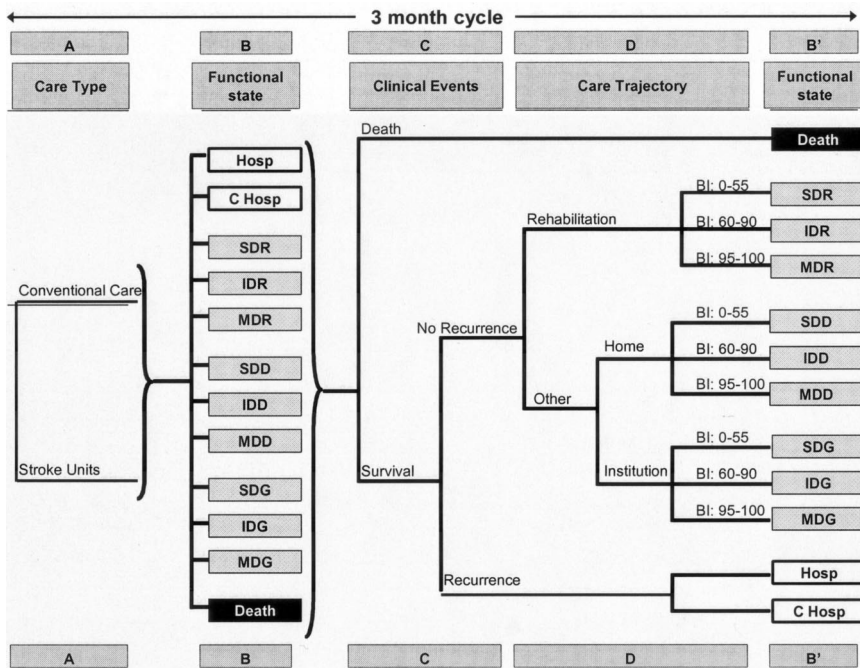 3 month cycle
A B C D B'
Care Type Functional state Clinical Events Care Trajectory Functional state
Death Death
Hosp
C Hosp
SDR
IDR
MDR
SDD
IDD
MDD
SDG
IDG
MDG
Death
Conventional Care
Stroke Units
Survival
No Recurrence
Recurrence
Rehabilitation
Other
Home
Institution
BI: 0-55 SDR
BI: 60-90 IDR
BI: 95-100 MDR
BI: 0-55 SDD
BI: 60-90 IDD
BI: 95-100 MDD
BI: 0-55 SDG
BI: 60-90 IDG
BI: 95-100 MDG
Hosp
C Hosp
A B C D B'